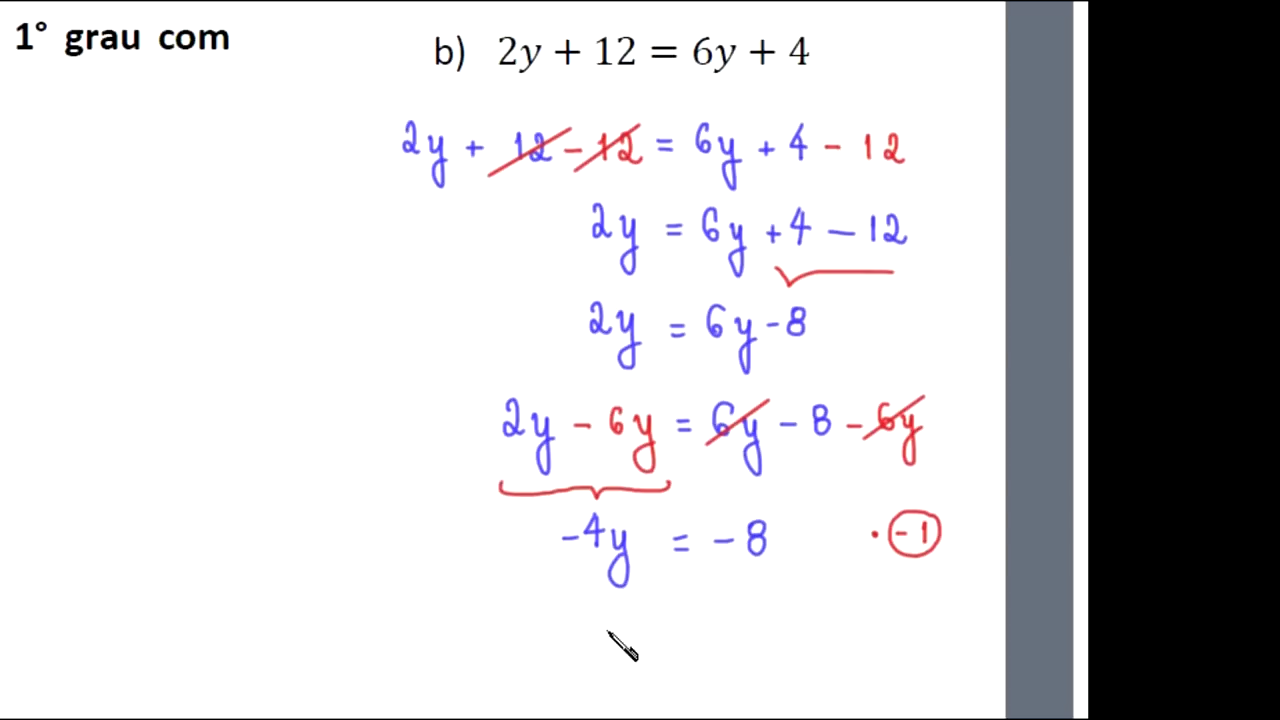 1° grau com
b) 2y + 12 = 6y + 4
2y + 12 - 12 = 6y + 4 - 12
2y = 6y + 4 - 12
2y = 6y - 8
2y - 6y = 6y - 8 - 6y
-4y = -8 · -1